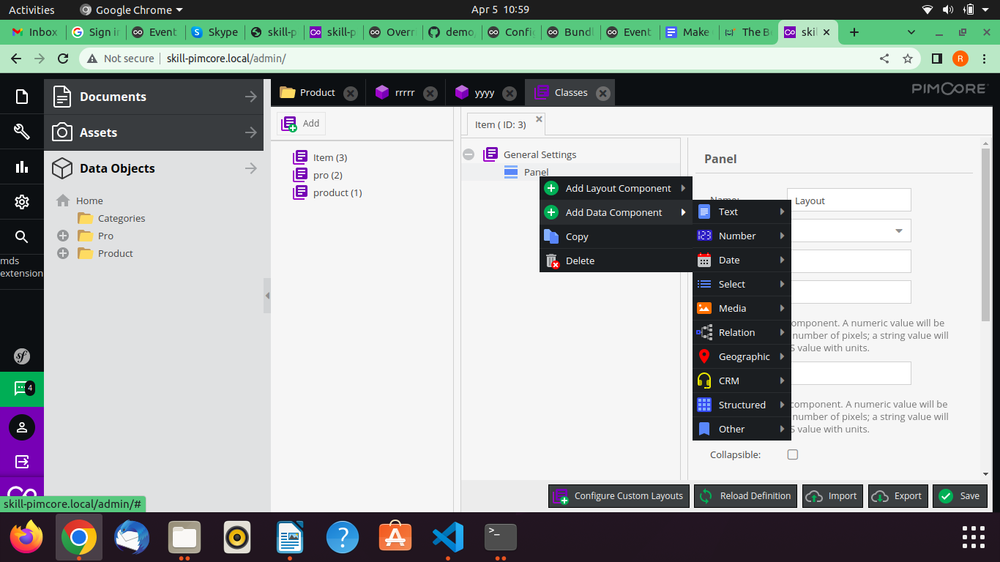 Activities
Google Chrome
Apr 5 10:59
Inbox
Sign in
Event
Skype
skill-p
skill-p
Overri
demo
Config
Bundl
Event
Make
The Be
skil
Not secure
skill-pimcore.local/admin/
R
Documents
Assets
Data Objects
Home
Categories
Pro
Product
mds
extension
4
Product
rrrrr
yyyy
Classes
PIMCORE
Add
Item (3)
pro (2)
product (1)
Item ( ID: 3)
General Settings
Panel
Add Layout Component
Add Data Component
Copy
Delete
Text
Number
Date
Select
Media
Relation
Geographic
CRM
Structured
Other
Panel
Name:
Layout
component. A numeric value will be
number of pixels; a string value will
S value with units.
component. A numeric value will be
number of pixels; a string value will
S value with units.
Collapsible:
Configure Custom Layouts
Reload Definition
Import
Export
Save
skill-pimcore.local/admin/#